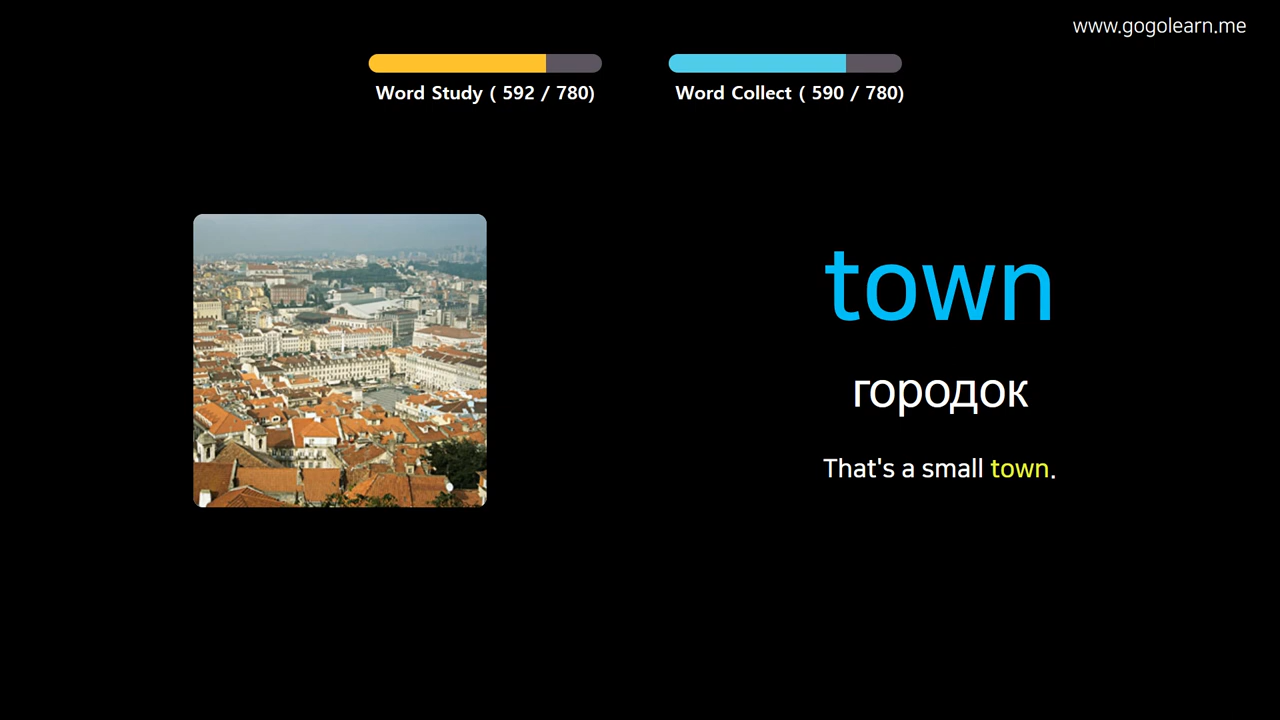 www.gogolearn.me
Word Study ( 592 / 780)
Word Collect ( 590 / 780)
town
городок
That's a small town.